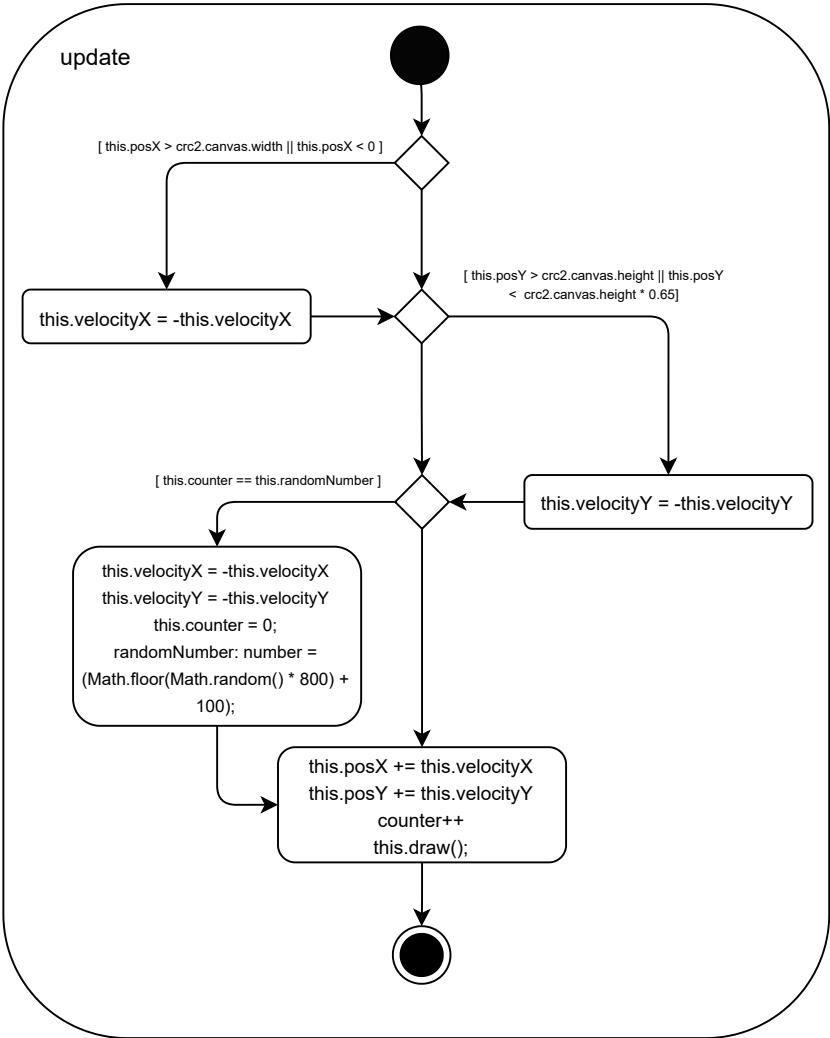 update
[ this.posX > crc2.canvas.width || this.posX < 0 ]
[ this.posY > crc2.canvas.height || this.posY
< crc2.canvas.height * 0.65]
this.velocityX = -this.velocityX
[ this.counter == this.randomNumber ]
this.velocityY = -this.velocityY
this.velocityX = -this.velocityX
this.velocityY = -this.velocityY
this.counter = 0;
randomNumber: number =
(Math.floor(Math.random() * 800) +
100);
this.posX += this.velocityX
this.posY += this.velocityY
counter++
this.draw();